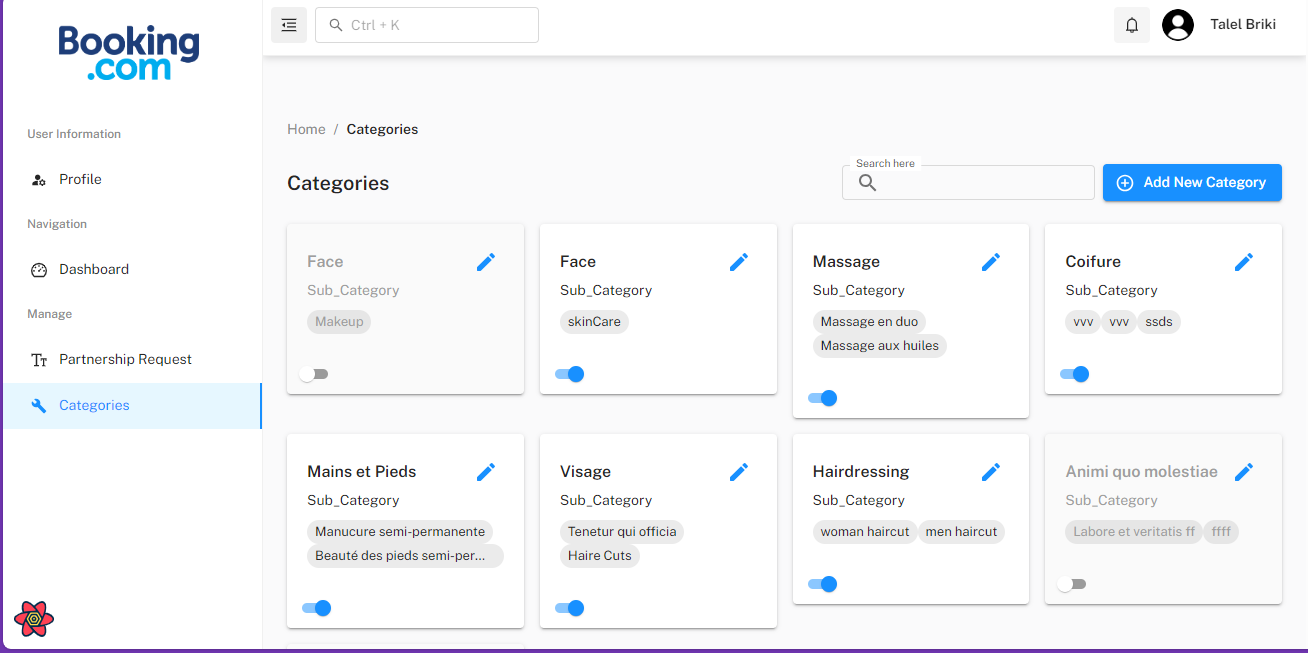 Booking
.com
Ctrl + K
Talel Briki
User Information
Profile
Navigation
Dashboard
Manage
Partnership Request
Categories
Home / Categories
Categories
Search here
Add New Category
Face
Sub_Category
Makeup
Face
Sub_Category
skinCare
Massage
Sub_Category
Massage en duo
Massage aux huiles
Coifure
Sub_Category
vvv vvv ssds
Mains et Pieds
Sub_Category
Manucure semi-permanente
Beauté des pieds semi-per...
Visage
Sub_Category
Tenetur qui officia
Haire Cuts
Hairdressing
Sub_Category
woman haircut men haircut
Animi quo molestiae
Sub_Category
Labore et veritatis ff ffff